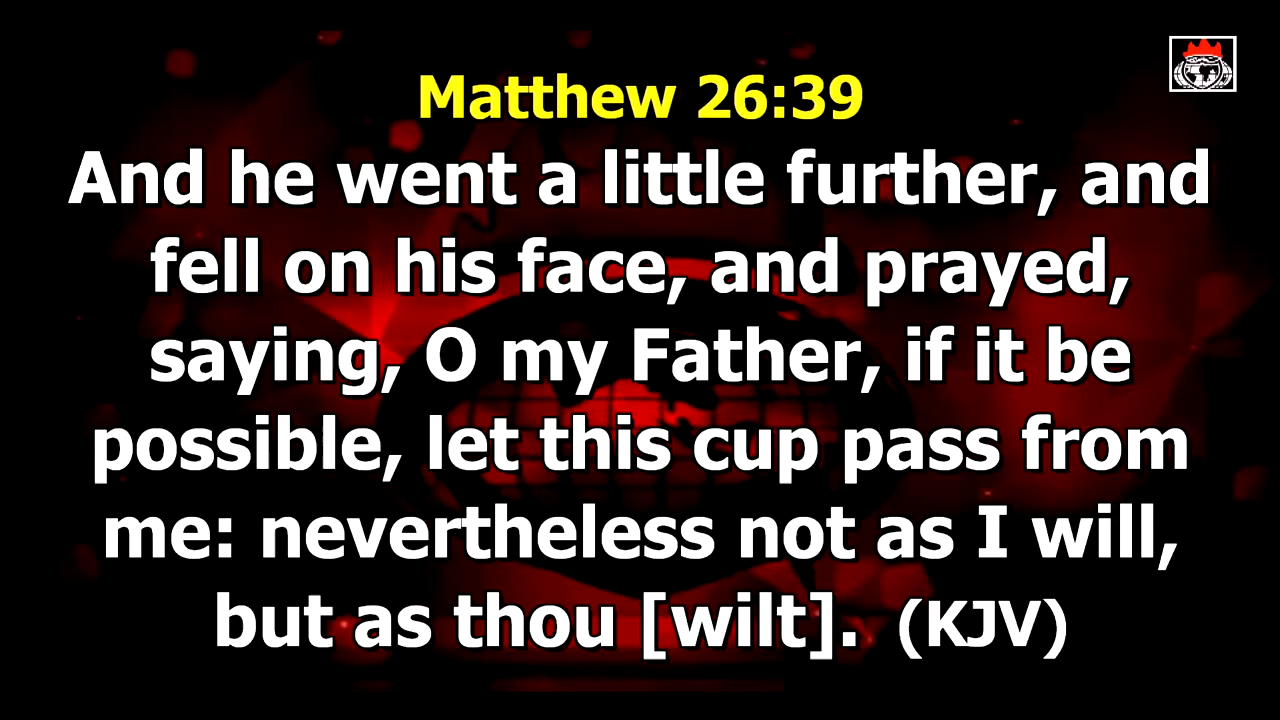 Matthew 26:39
And he went a little further, and
fell on his face, and prayed,
saying, O my Father, if it be
possible, let this cup pass from
me: nevertheless not as I will,
but as thou [wilt]. (KJV)